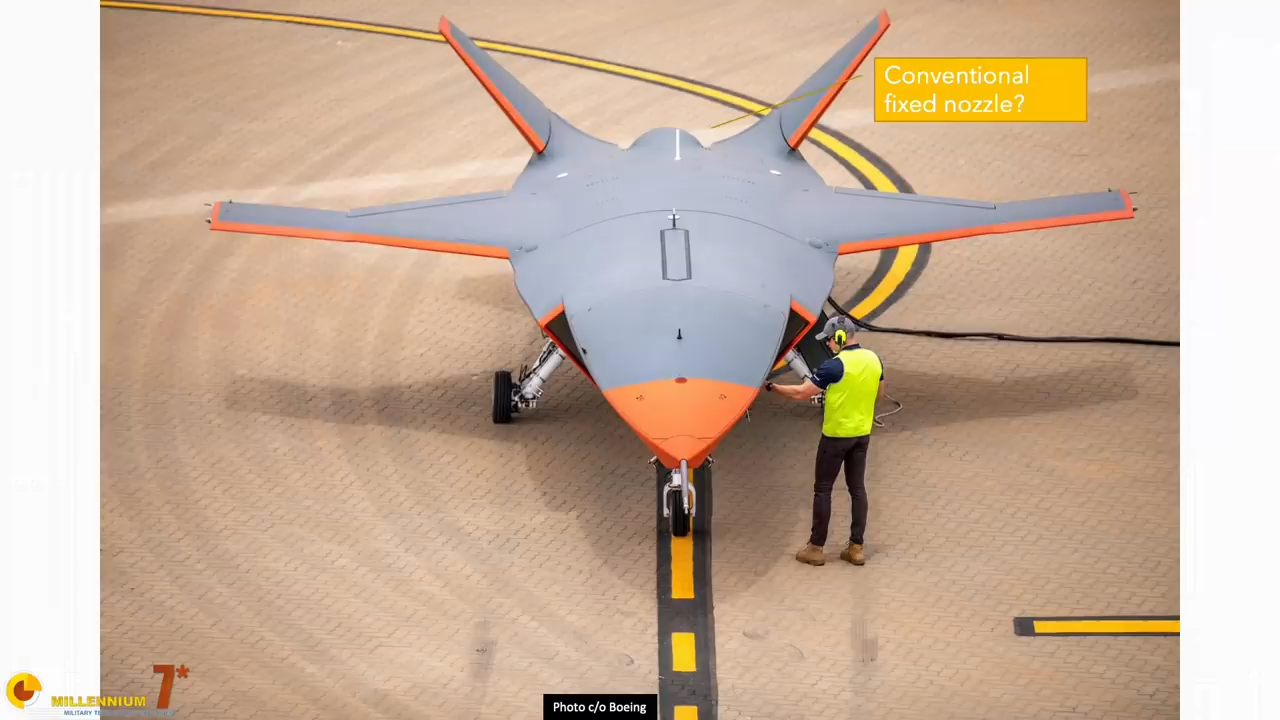 Conventional
fixed nozzle?
7*
MILLENNIUM
Photo c/o Boeing